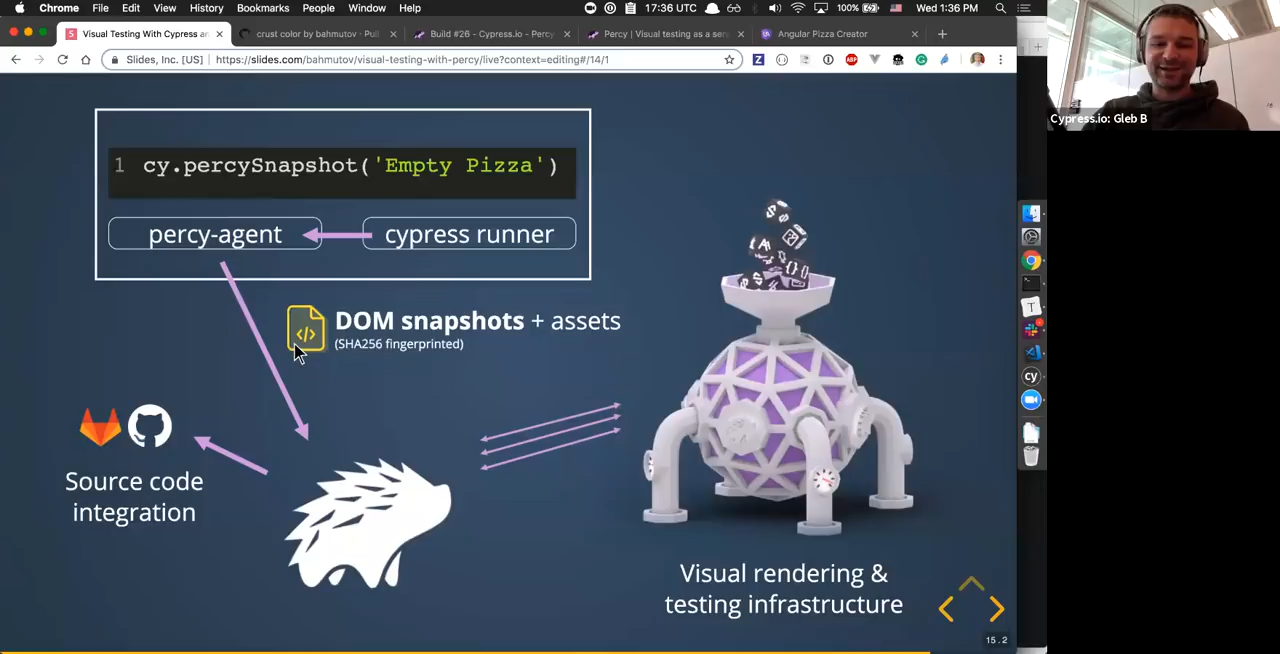 Chrome File Edit View History Bookmarks People Window Help 17:36 UTC 100% Wed 1:36 PM
Visual Testing With Cypress an
crust color by bahmutov · Pull
Build #26 - Cypress.io - Percy
Percy | Visual testing as a serv
Angular Pizza Creator
Slides, Inc. [US] https://slides.com/bahmutov/visual-testing-with-percy/live?context=editing#/14/1
Z
ABP
Cypress.io: Gleb B
1 cy.percySnapshot('Empty Pizza')
percy-agent
cypress runner
DOM snapshots + assets
(SHA256 fingerprinted)
T
cy
Source code
integration
Visual rendering &
testing infrastructure
15.2